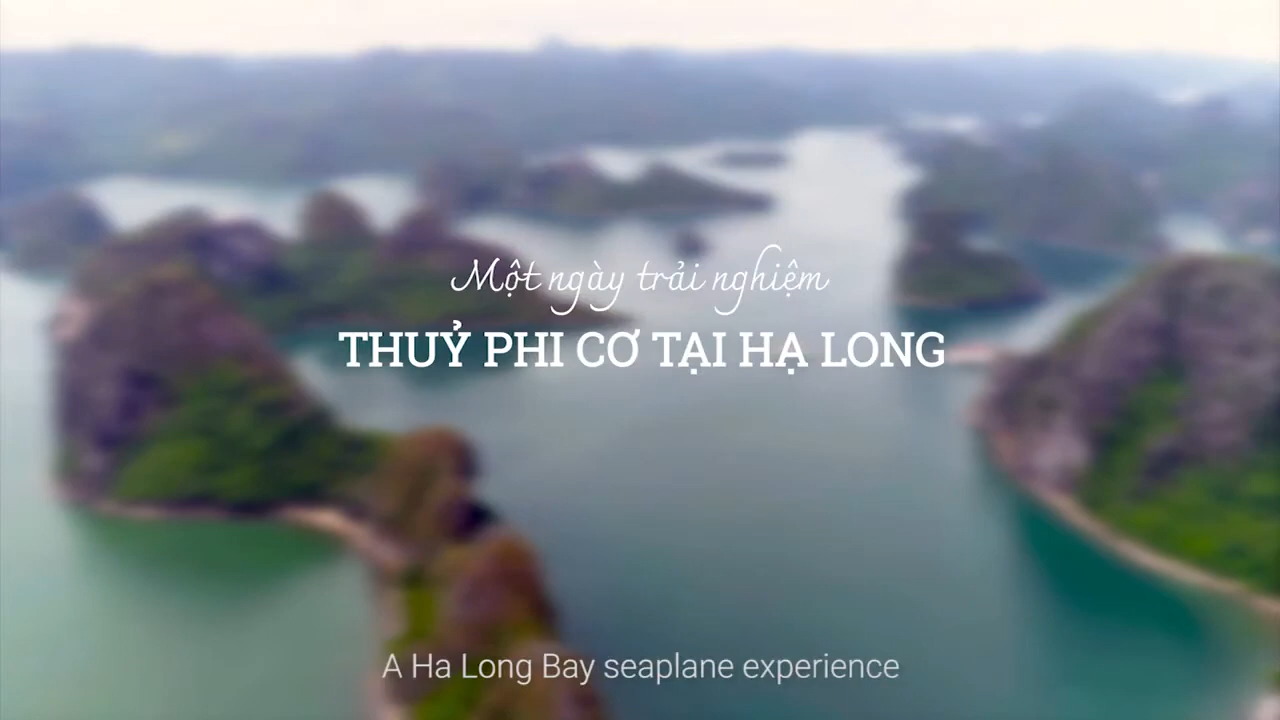 Một ngày trải nghiệm
THUỶ PHI CƠ TẠI HẠ LONG
A Ha Long Bay seaplane experience